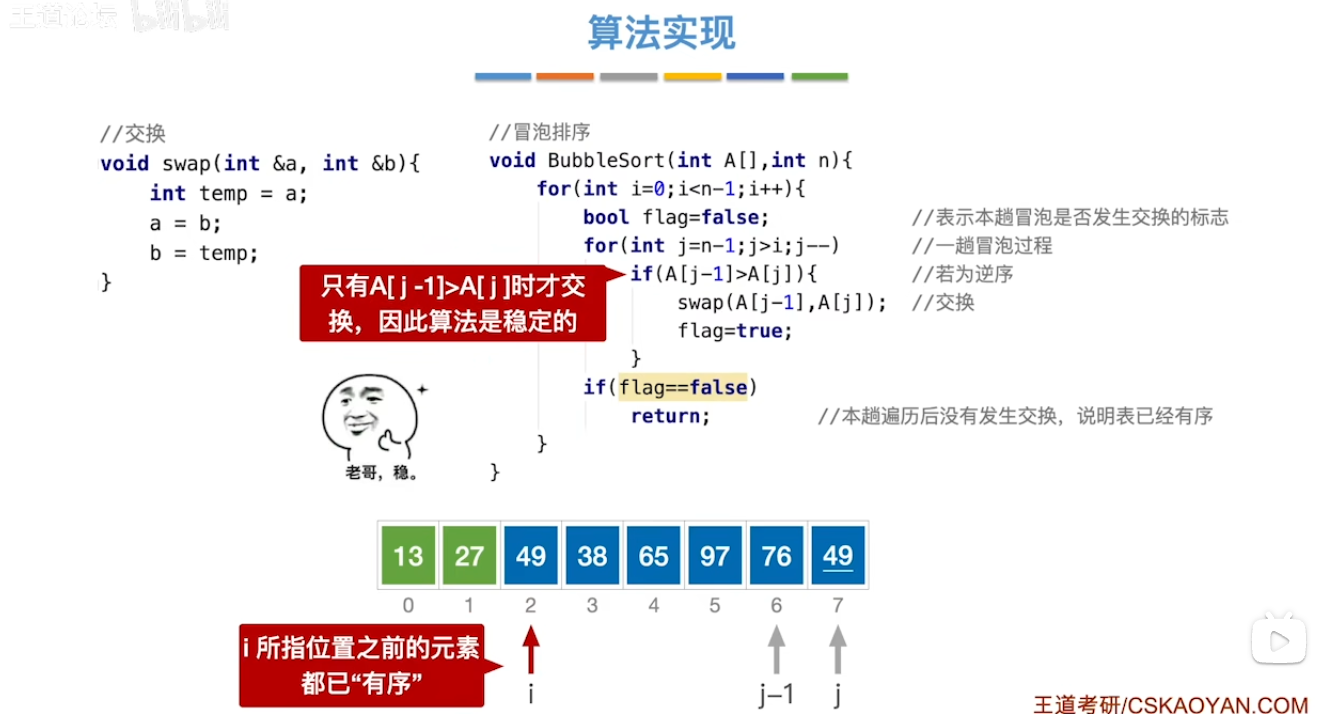 王道论坛 bilibili
算法实现
//交换
void swap(int &a, int &b){
int temp = a;
a = b;
b = temp;
}
//冒泡排序
void BubbleSort(int A[],int n){
for(int i=0;i<n-1;i++){
bool flag=false; //表示本趟冒泡是否发生交换的标志
for(int j=n-1;j>i;j--) //一趟冒泡过程
if(A[j-1]>A[j]){ //若为逆序
swap(A[j-1],A[j]); //交换
flag=true;
}
if(flag==false)
return; //本趟遍历后没有发生交换，说明表已经有序
}
}
只有A[ j -1]>A[ j ]时才交
换，因此算法是稳定的
老哥，稳。
13 27 49 38 65 97 76 49
0 1 2 3 4 5 6 7
i 所指位置之前的元素
都已“有序”
i j–1 j
王道考研/CSKAOYAN.COM